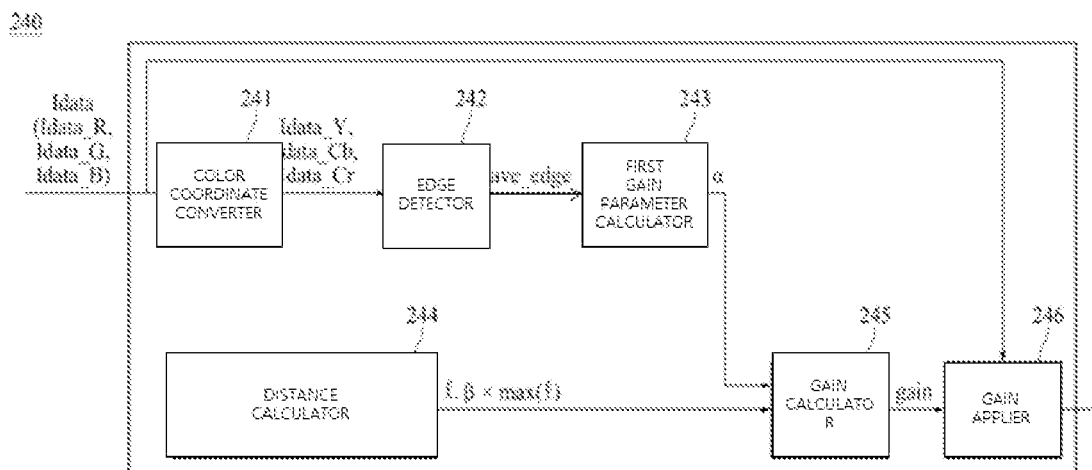 240
Idata
(Idata_R,
Idata_G,
Idata_B)
241
COLOR
COORDINATE
CONVERTER
Idata_Y,
Idata_Cb,
Idata_Cr
242
EDGE
DETECTOR
ave_edge
243
FIRST
GAIN
PARAMETER
CALCULATOR
α
244
DISTANCE
CALCULATOR
f, β × max(f)
245
GAIN
CALCULATO
R
gain
246
GAIN
APPLIER